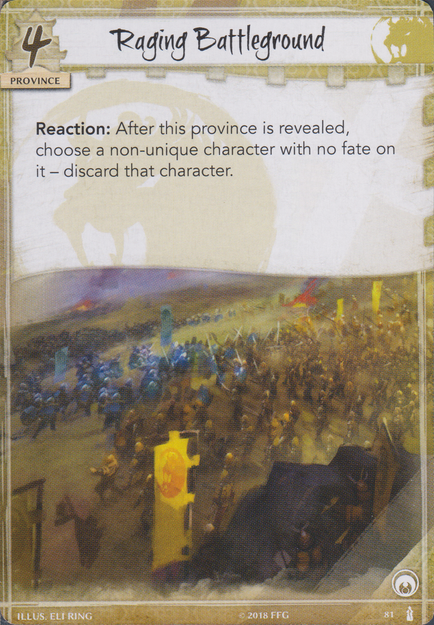 4
Raging Battleground
PROVINCE
Reaction: After this province is revealed,
choose a non-unique character with no fate on
it – discard that character.
ILLUS. ELI RING
© 2018 FFG
81